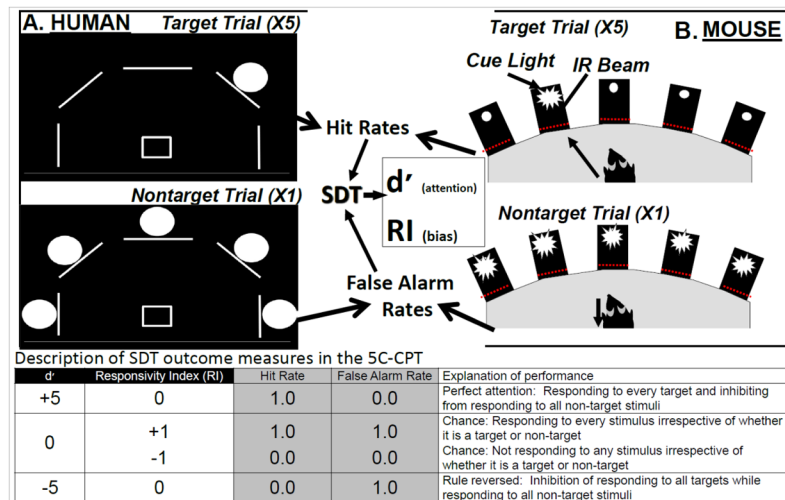 A. HUMAN
Target Trial (X5)
Target Trial (X5)
B. MOUSE
Cue Light
IR Beam
Hit Rates
Nontarget Trial (X1)
SDT
d′ (attention)
RI (bias)
Nontarget Trial (X1)
False Alarm
Rates
Description of SDT outcome measures in the 5C-CPT
d′ Responsivity Index (RI) Hit Rate False Alarm Rate Explanation of performance
+5 0 1.0 0.0 Perfect attention: Responding to every target and inhibiting
from responding to all non-target stimuli
0 +1 1.0 1.0 Chance: Responding to every stimulus irrespective of whether
it is a target or non-target
-1 0.0 0.0 Chance: Not responding to any stimulus irrespective of
whether it is a target or non-target
-5 0 0.0 1.0 Rule reversed: Inhibition of responding to all targets while
responding to all non-target stimuli